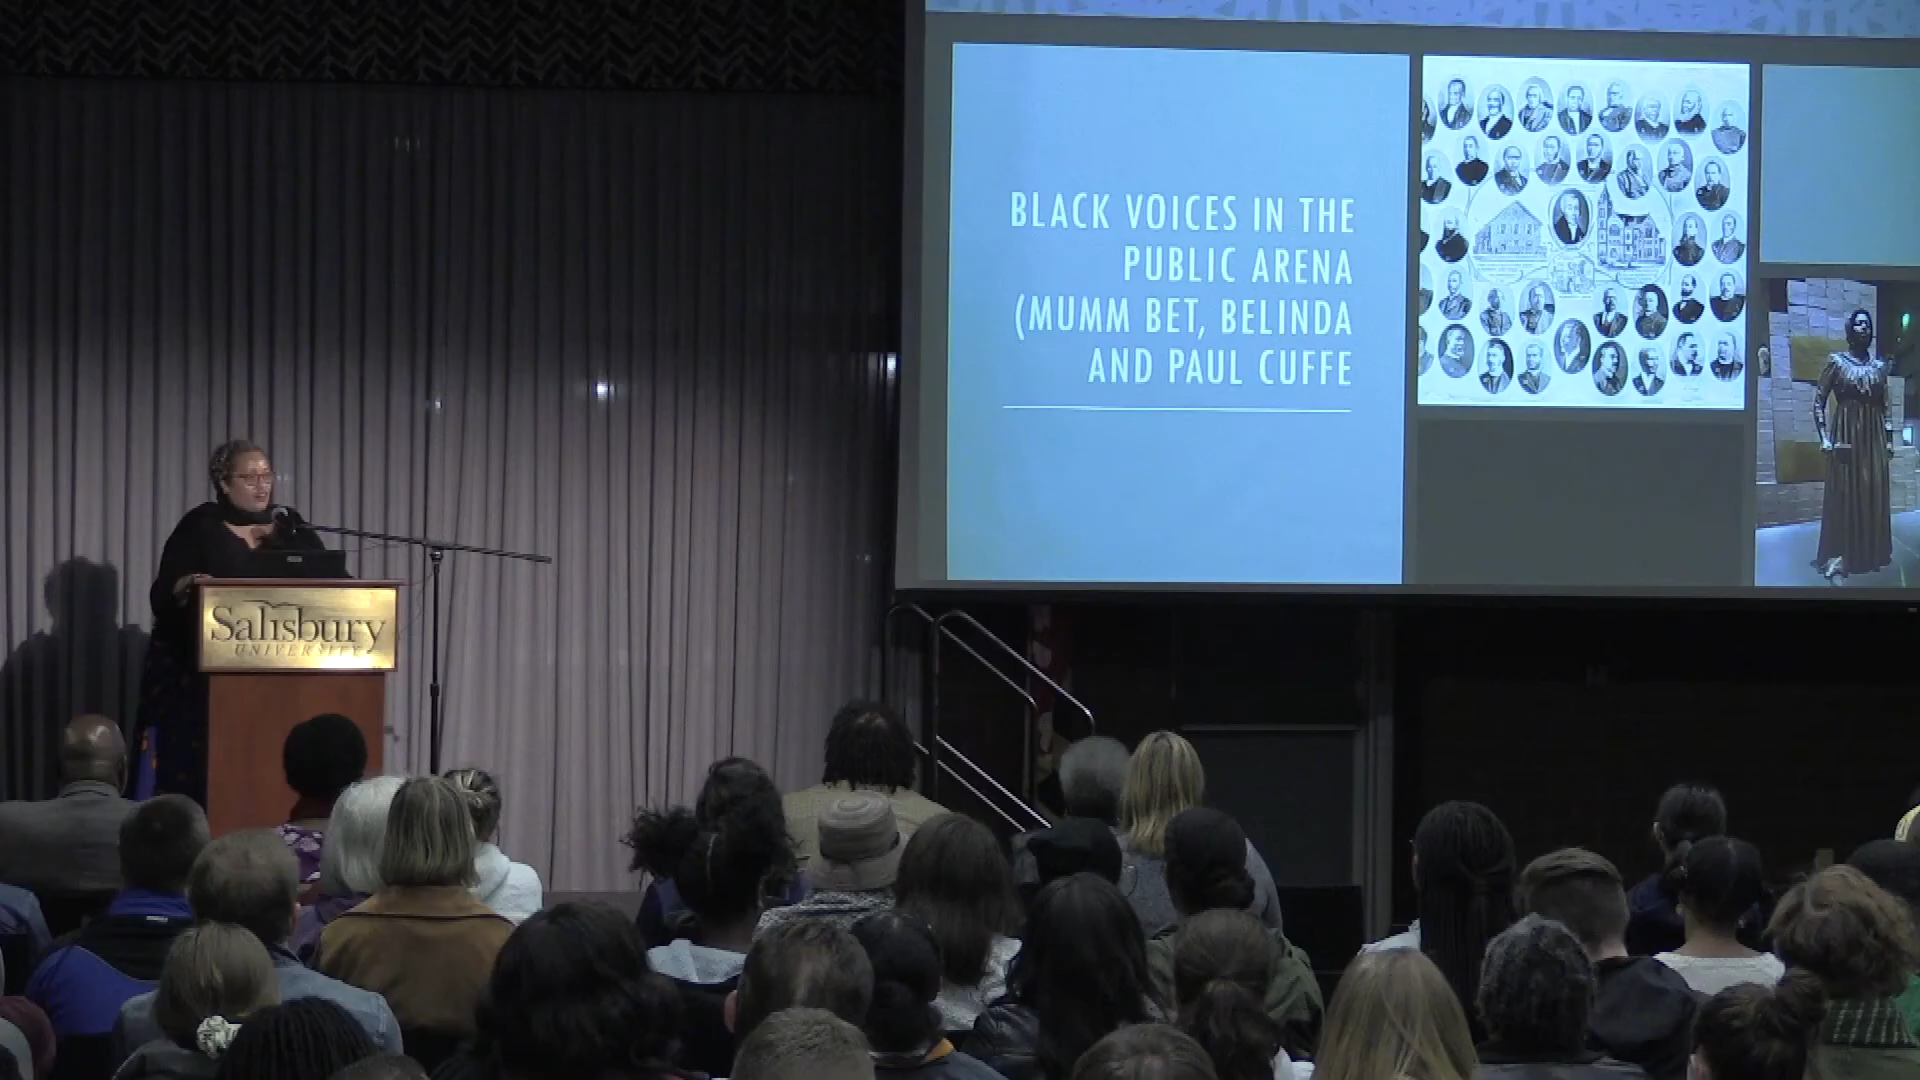 BLACK VOICES IN THE
PUBLIC ARENA
(MUMM BET, BELINDA
AND PAUL CUFFE
Salisbury
UNIVERSITY